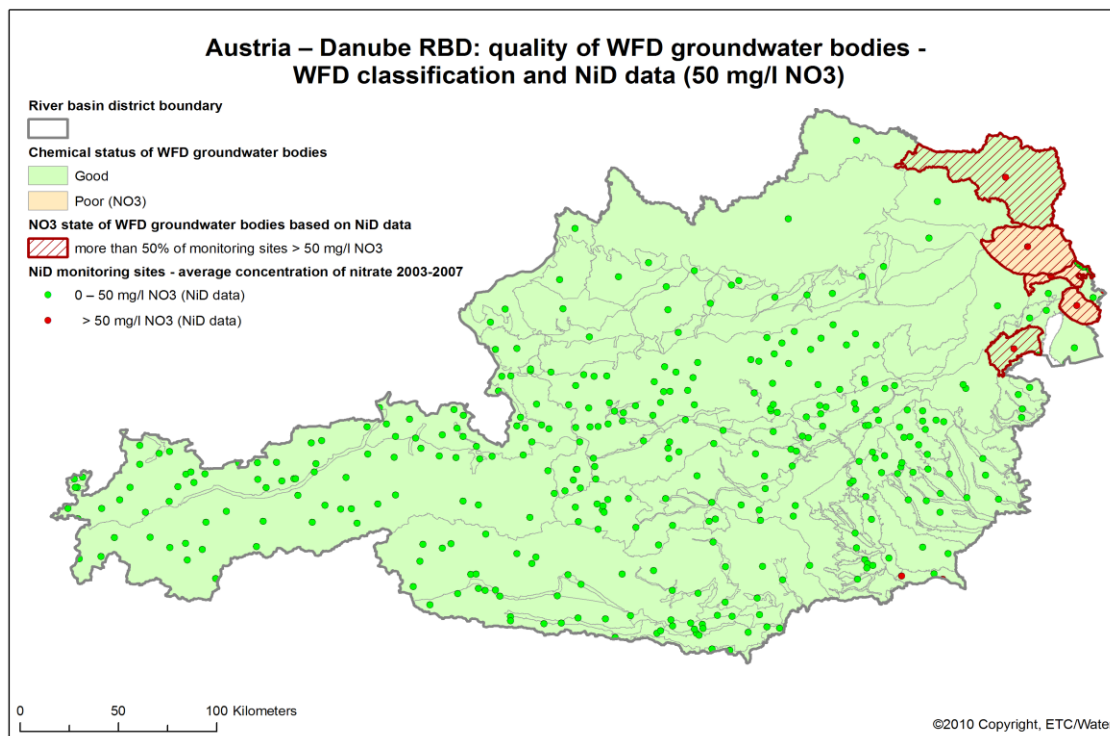 Austria – Danube RBD: quality of WFD groundwater bodies -
WFD classification and NiD data (50 mg/l NO3)
River basin district boundary
Chemical status of WFD groundwater bodies
Good
Poor (NO3)
NO3 state of WFD groundwater bodies based on NiD data
more than 50% of monitoring sites > 50 mg/l NO3
NiD monitoring sites - average concentration of nitrate 2003-2007
0 – 50 mg/l NO3 (NiD data)
> 50 mg/l NO3 (NiD data)
0 50 100 Kilometers
©2010 Copyright, ETC/Water